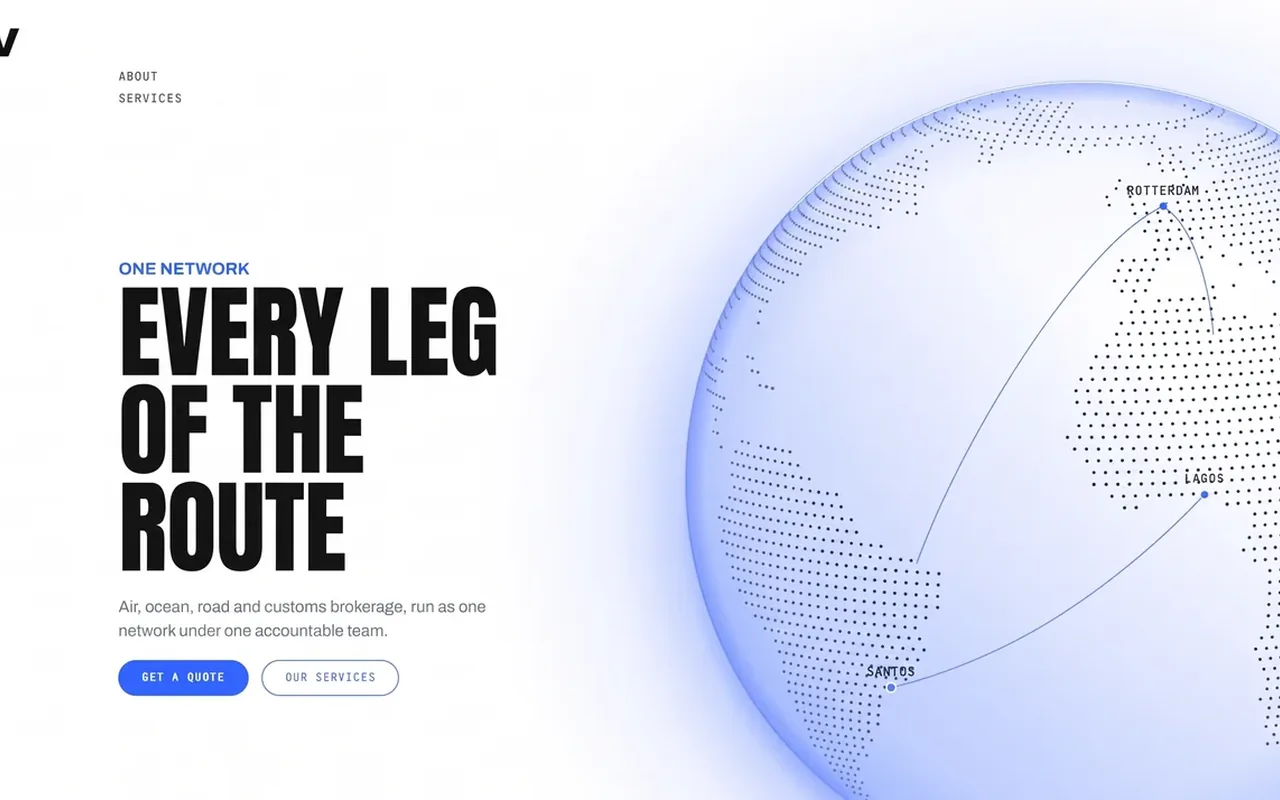 ABOUT
SERVICES
ONE NETWORK
EVERY LEG
OF THE
ROUTE
Air, ocean, road and customs brokerage, run as one
network under one accountable team.
GET A QUOTE
OUR SERVICES
ROTTERDAM
LAGOS
SANTOS